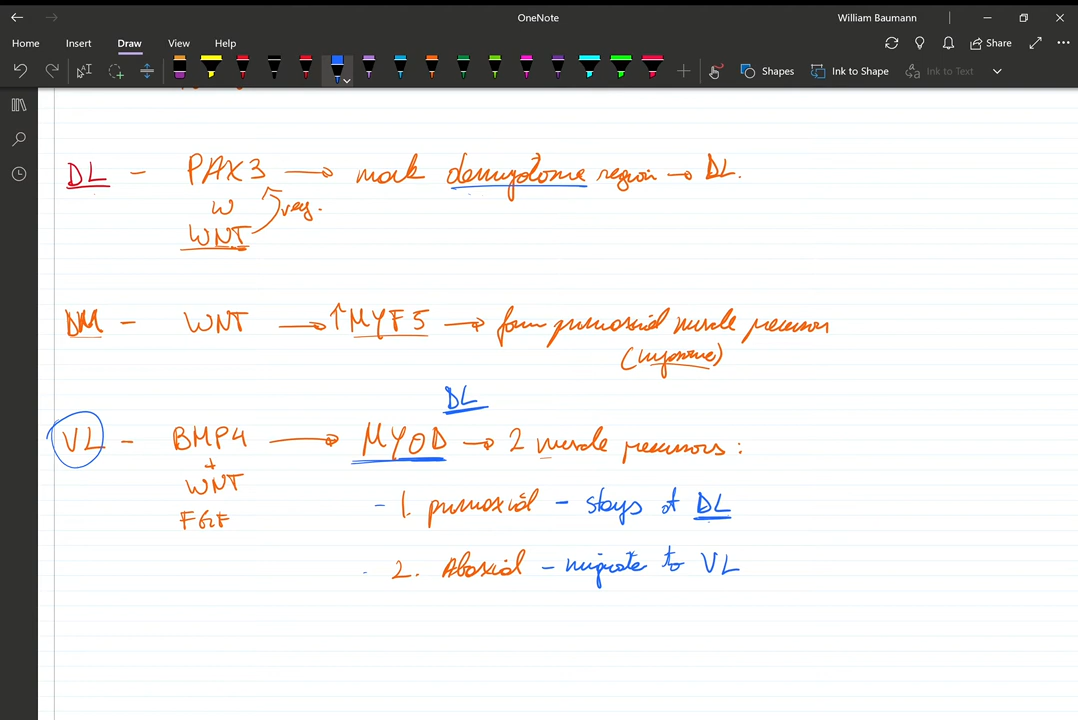 OneNote
William Baumann
Home Insert Draw View Help
Share
Shapes
Ink to Shape
Ink to Text
DL - PAX3 → mark demyotome region → DL.
W reg.
WNT
DM - WNT → ↑MYF5 → form primaxial muscle precursor
(myotome)
DL
VL - BMP4 → MYOD → 2 muscle precursors:
+
WNT
FGF
- 1. primaxial - stays at DL
- 2. Abaxial - migrate to VL